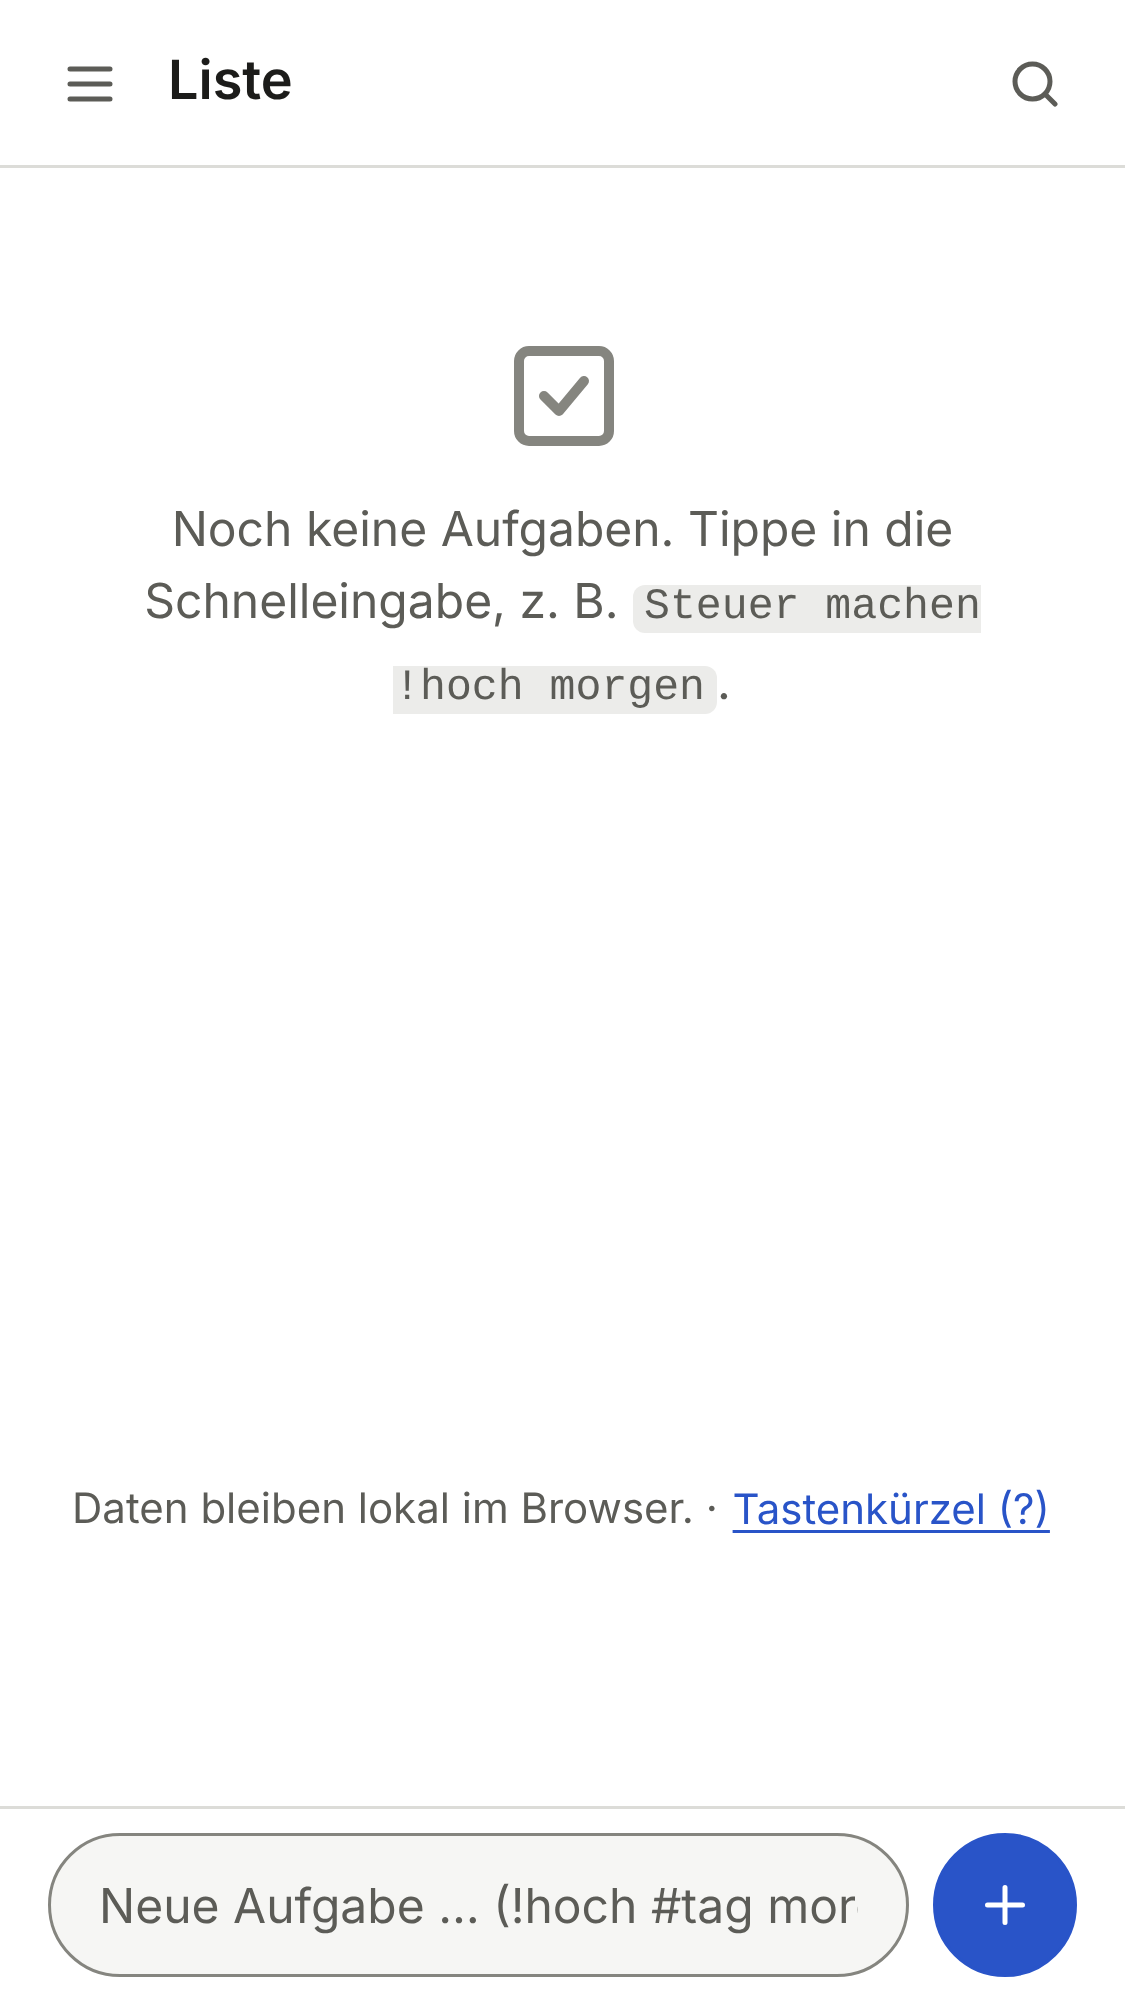 Liste
Noch keine Aufgaben. Tippe in die
Schnelleingabe, z. B. Steuer machen
!hoch morgen.
Daten bleiben lokal im Browser. · Tastenkürzel (?)
Neue Aufgabe … (!hoch #tag mor